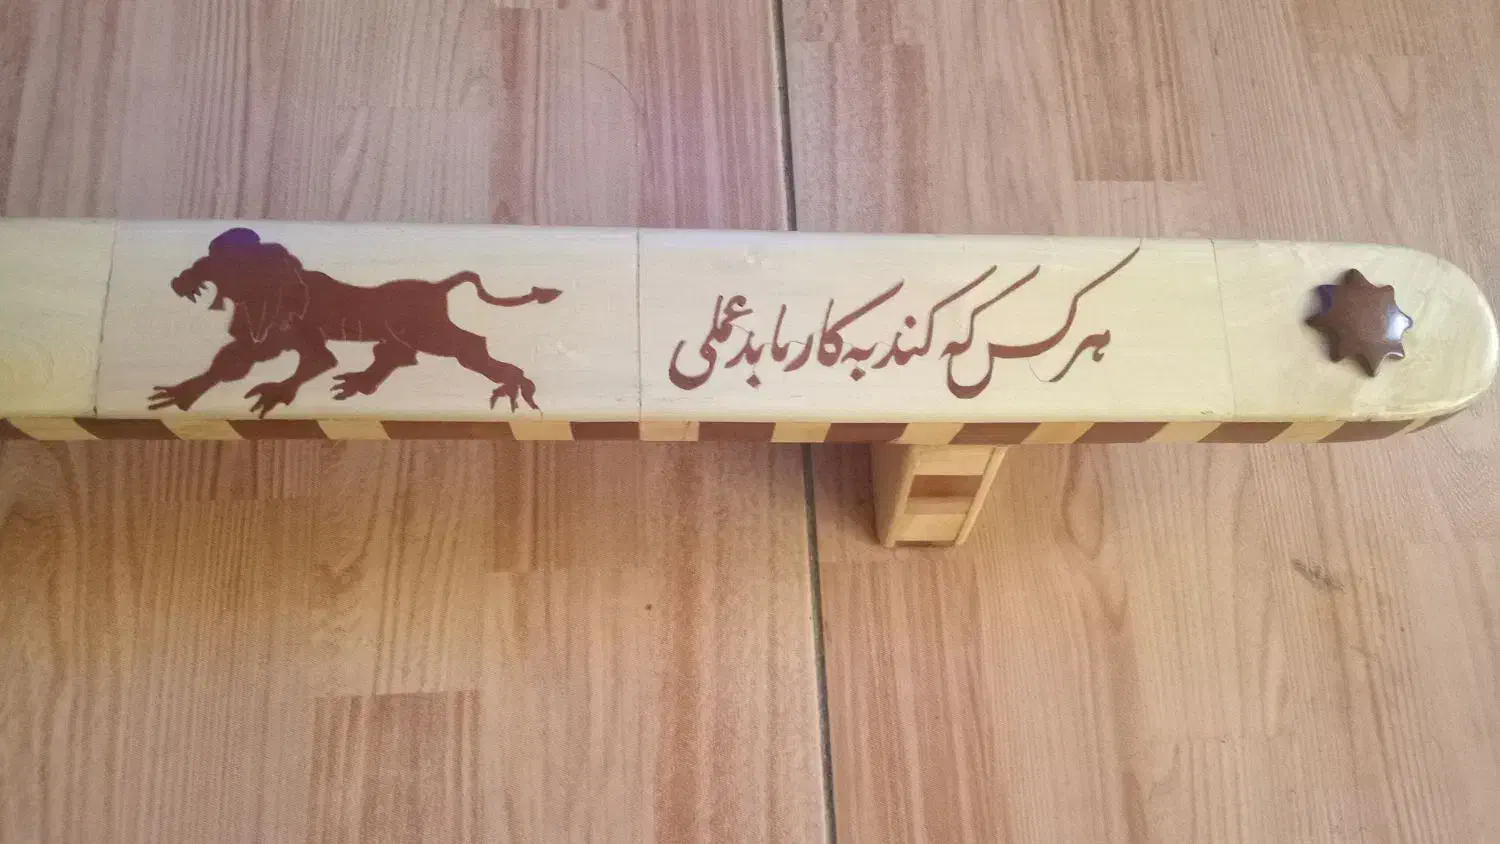 هر کس که کند به کار ما بد عملی